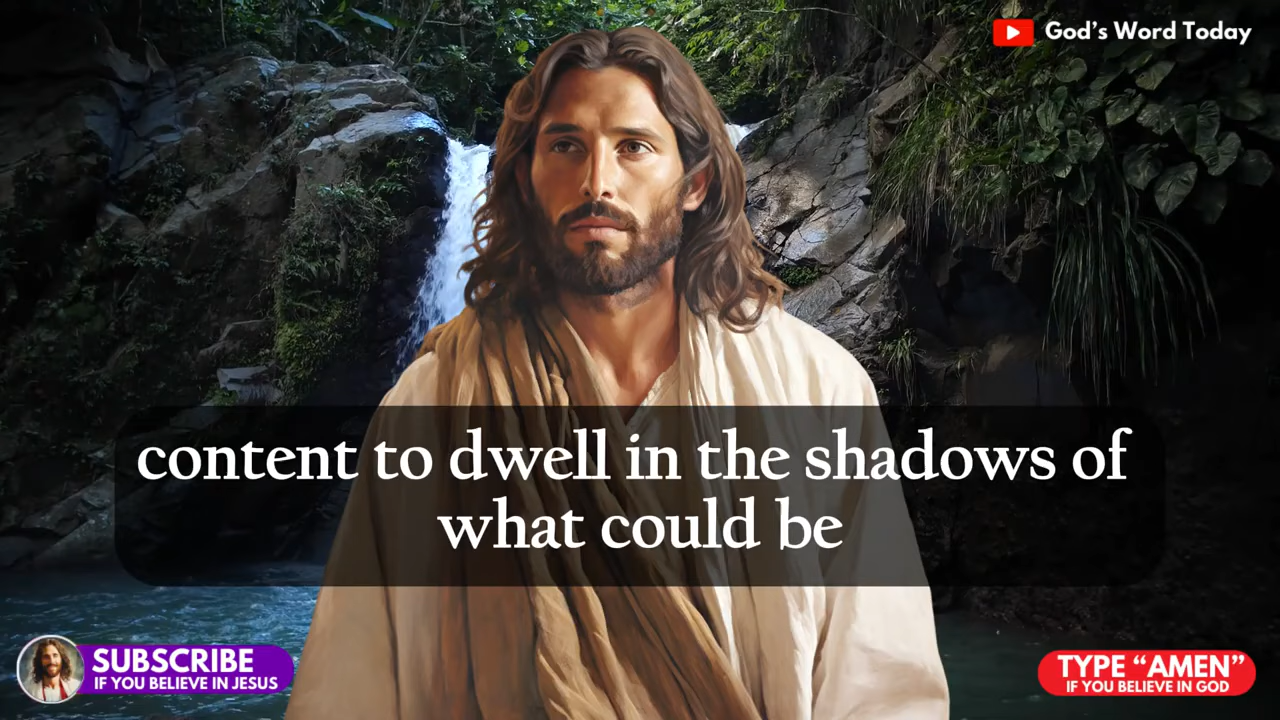 God's Word Today
content to dwell in the shadows of
what could be
SUBSCRIBE
IF YOU BELIEVE IN JESUS
TYPE “AMEN”
IF YOU BELIEVE IN GOD